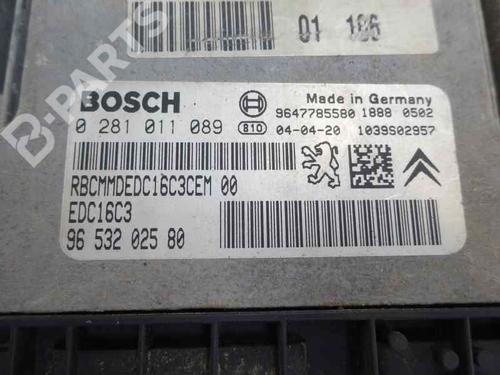 B-PARTS
01 186
BOSCH
Made in Germany
9647785580 1888 0502
0 281 011 089 810 04-04-20 1039S02957
RBCMMDEDC16C3CEM 00
EDC16C3
96 532 025 80